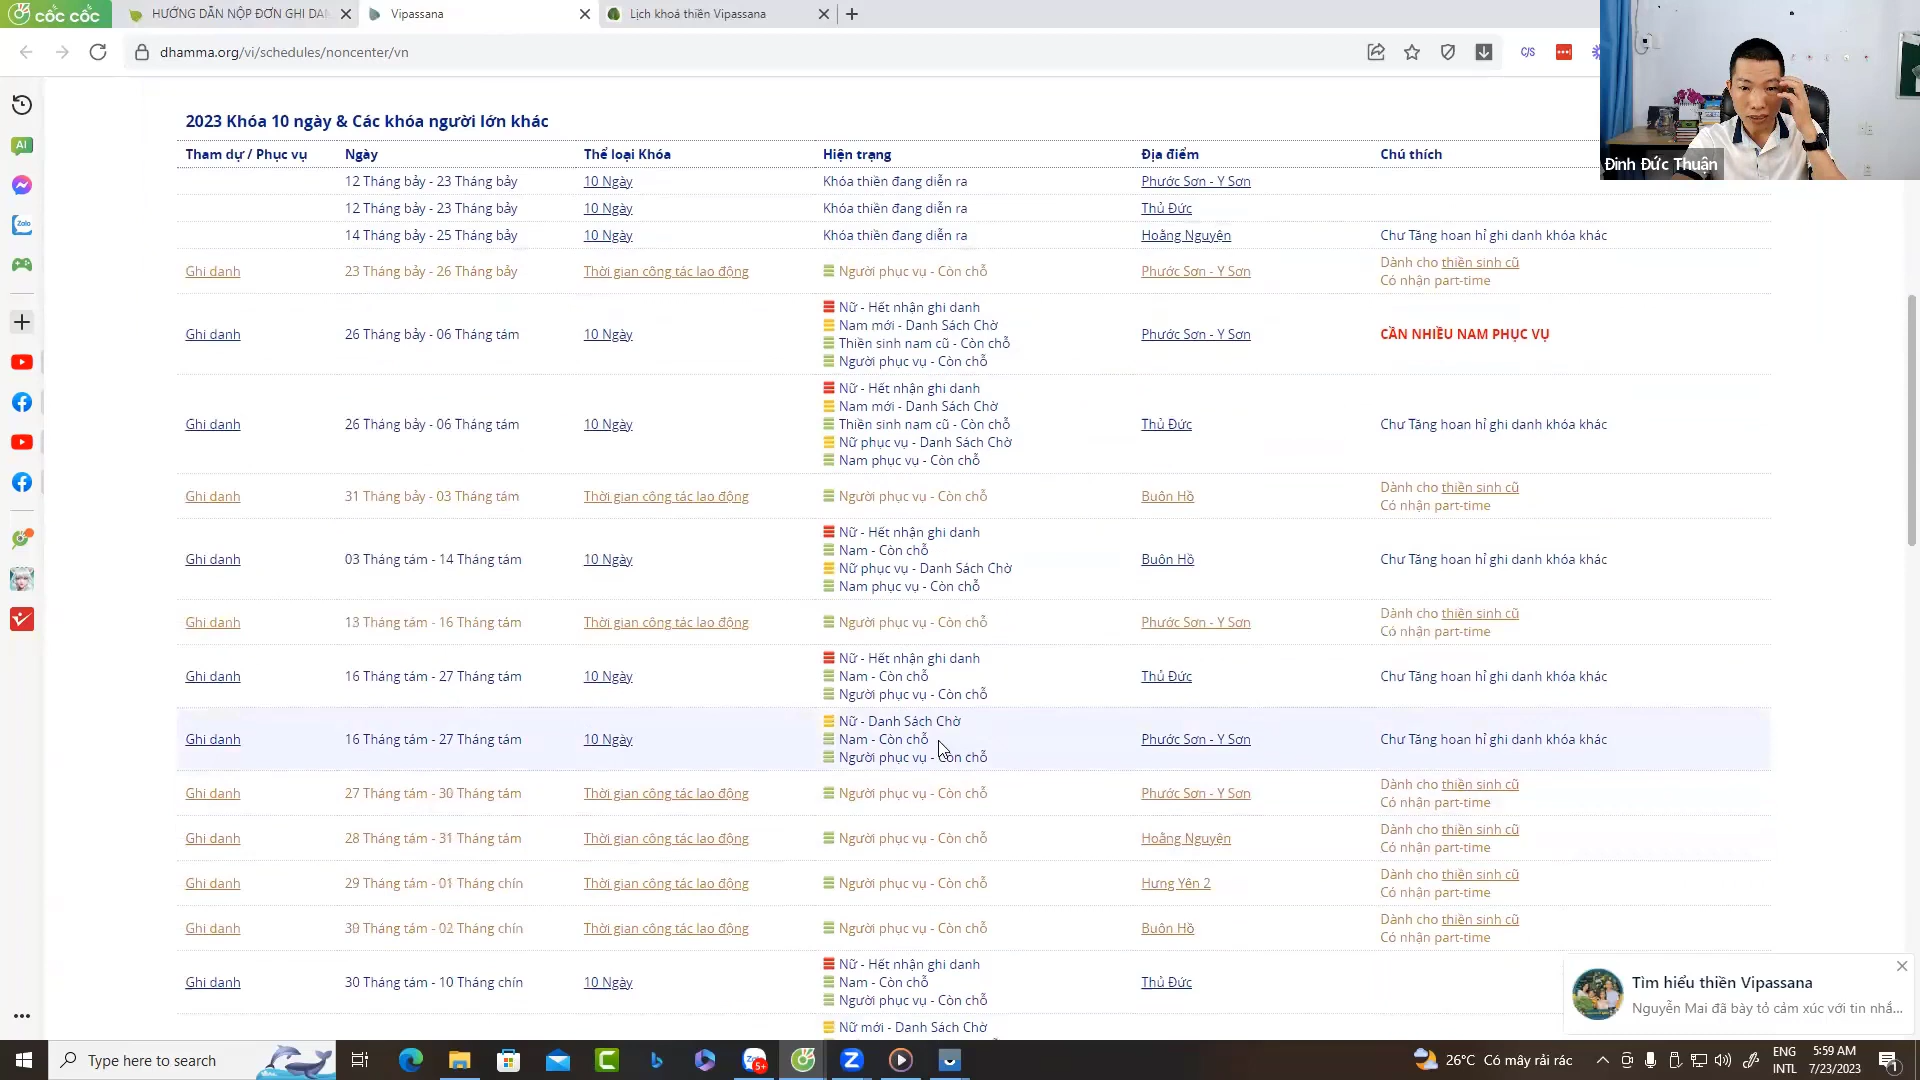 cốc cốc
HƯỚNG DẪN NỘP ĐƠN GHI DAN
Vipassana
Lịch khoá thiền Vipassana
dhamma.org/vi/schedules/noncenter/vn
C/S
Đinh Đức Thuận
2023 Khóa 10 ngày & Các khóa người lớn khác
Tham dự / Phục vụ Ngày Thể loại Khóa Hiện trạng Địa điểm Chú thích
12 Tháng bảy - 23 Tháng bảy 10 Ngày Khóa thiền đang diễn ra Phước Sơn - Y Sơn
12 Tháng bảy - 23 Tháng bảy 10 Ngày Khóa thiền đang diễn ra Thủ Đức
14 Tháng bảy - 25 Tháng bảy 10 Ngày Khóa thiền đang diễn ra Hoằng Nguyện Chư Tăng hoan hỉ ghi danh khóa khác
Ghi danh 23 Tháng bảy - 26 Tháng bảy Thời gian công tác lao động Người phục vụ - Còn chỗ Phước Sơn - Y Sơn Dành cho thiền sinh cũ
Có nhận part-time
Nữ - Hết nhận ghi danh
Nam mới - Danh Sách Chờ
Ghi danh 26 Tháng bảy - 06 Tháng tám 10 Ngày Phước Sơn - Y Sơn CẦN NHIỀU NAM PHỤC VỤ
Thiền sinh nam cũ - Còn chỗ
Người phục vụ - Còn chỗ
Nữ - Hết nhận ghi danh
Nam mới - Danh Sách Chờ
Ghi danh 26 Tháng bảy - 06 Tháng tám 10 Ngày Thiền sinh nam cũ - Còn chỗ Thủ Đức Chư Tăng hoan hỉ ghi danh khóa khác
Nữ phục vụ - Danh Sách Chờ
Nam phục vụ - Còn chỗ
Ghi danh 31 Tháng bảy - 03 Tháng tám Thời gian công tác lao động Người phục vụ - Còn chỗ Buôn Hồ Dành cho thiền sinh cũ
Có nhận part-time
Nữ - Hết nhận ghi danh
Nam - Còn chỗ
Ghi danh 03 Tháng tám - 14 Tháng tám 10 Ngày Buôn Hồ Chư Tăng hoan hỉ ghi danh khóa khác
Nữ phục vụ - Danh Sách Chờ
Nam phục vụ - Còn chỗ
Ghi danh 13 Tháng tám - 16 Tháng tám Thời gian công tác lao động Người phục vụ - Còn chỗ Phước Sơn - Y Sơn Dành cho thiền sinh cũ
Có nhận part-time
Nữ - Hết nhận ghi danh
Ghi danh 16 Tháng tám - 27 Tháng tám 10 Ngày Nam - Còn chỗ Thủ Đức Chư Tăng hoan hỉ ghi danh khóa khác
Người phục vụ - Còn chỗ
Nữ - Danh Sách Chờ
Ghi danh 16 Tháng tám - 27 Tháng tám 10 Ngày Nam - Còn chỗ Phước Sơn - Y Sơn Chư Tăng hoan hỉ ghi danh khóa khác
Người phục vụ - Còn chỗ
Ghi danh 27 Tháng tám - 30 Tháng tám Thời gian công tác lao động Người phục vụ - Còn chỗ Phước Sơn - Y Sơn Dành cho thiền sinh cũ
Có nhận part-time
Ghi danh 28 Tháng tám - 31 Tháng tám Thời gian công tác lao động Người phục vụ - Còn chỗ Hoằng Nguyện Dành cho thiền sinh cũ
Có nhận part-time
Ghi danh 29 Tháng tám - 01 Tháng chín Thời gian công tác lao động Người phục vụ - Còn chỗ Hưng Yên 2 Dành cho thiền sinh cũ
Có nhận part-time
Ghi danh 30 Tháng tám - 02 Tháng chín Thời gian công tác lao động Người phục vụ - Còn chỗ Buôn Hồ Dành cho thiền sinh cũ
Có nhận part-time
Nữ - Hết nhận ghi danh
Ghi danh 30 Tháng tám - 10 Tháng chín 10 Ngày Nam - Còn chỗ Thủ Đức
Người phục vụ - Còn chỗ
Nữ mới - Danh Sách Chờ
Tìm hiểu thiền Vipassana
Nguyễn Mai đã bày tỏ cảm xúc với tin nhắ...
Type here to search
26°C Có mây rải rác
ENG
INTL
5:59 AM
7/23/2023